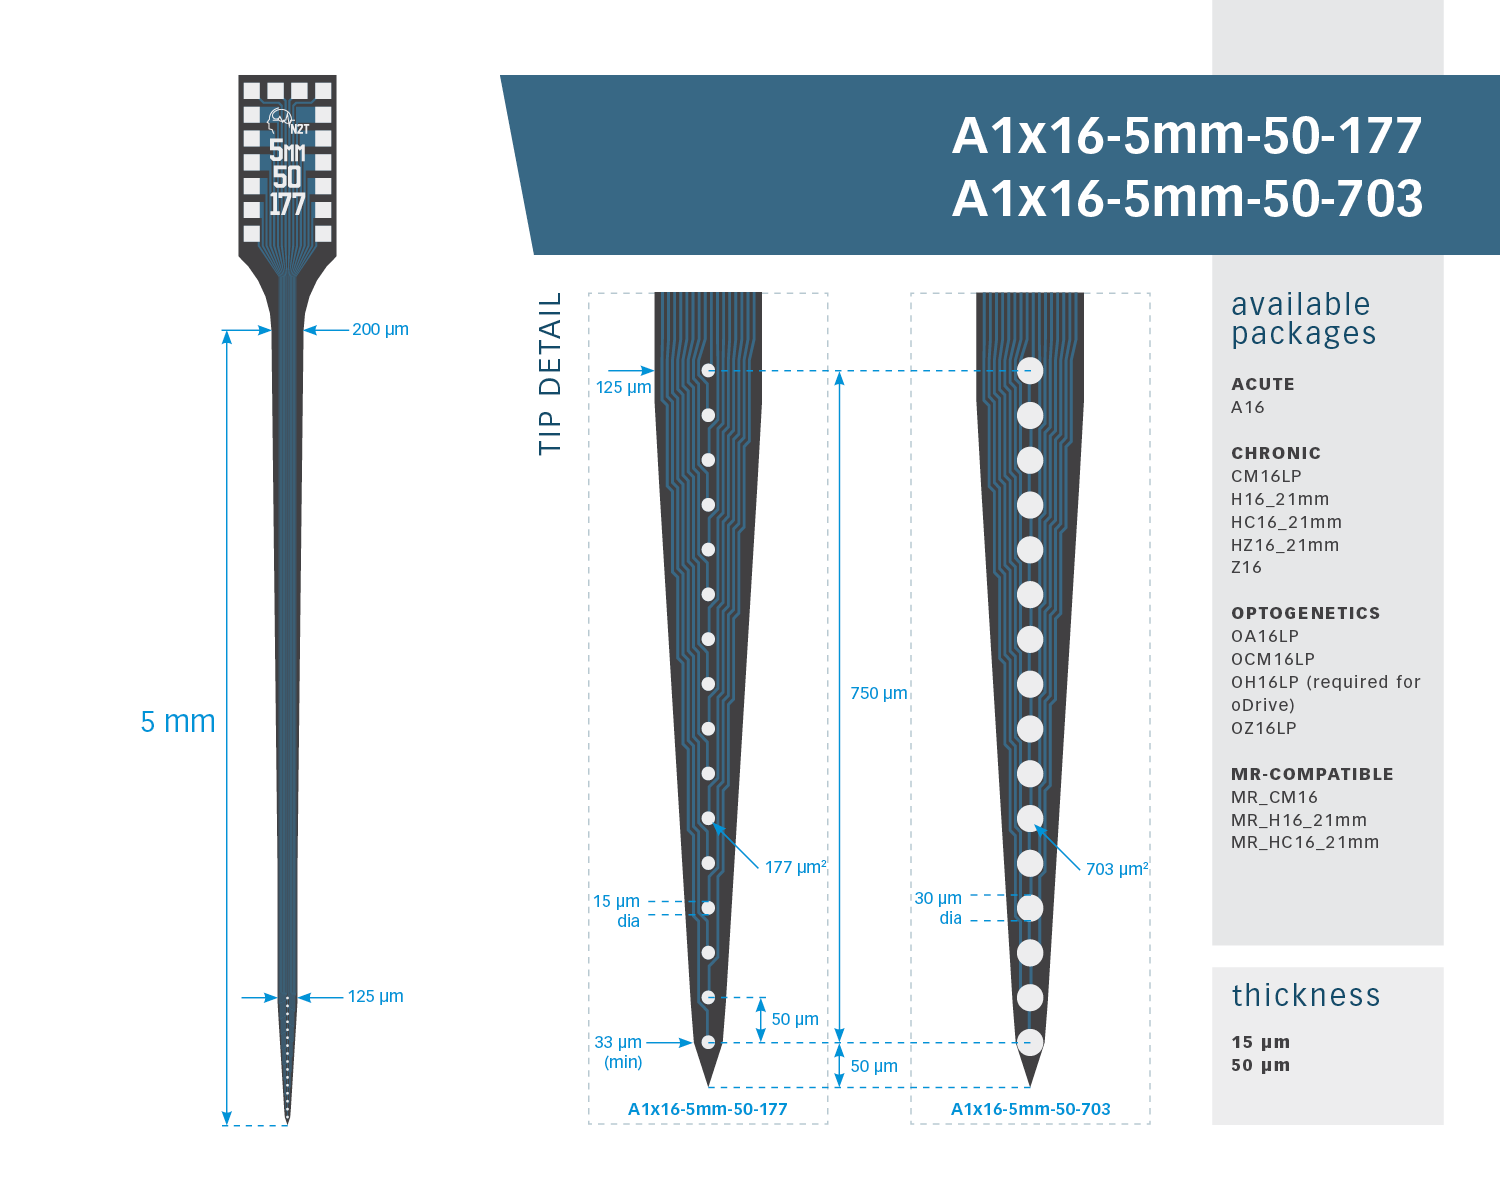 A1x16-5mm-50-177
A1x16-5mm-50-703
N2T
5MM
50
177
200 µm
5 mm
125 µm
TIP DETAIL
125 µm
750 µm
177 µm²
15 µm
dia
50 µm
33 µm
(min)
50 µm
A1x16-5mm-50-177
703 µm²
30 µm
dia
A1x16-5mm-50-703
available
packages
ACUTE
A16
CHRONIC
CM16LP
H16_21mm
HC16_21mm
HZ16_21mm
Z16
OPTOGENETICS
OA16LP
OCM16LP
OH16LP (required for
oDrive)
OZ16LP
MR-COMPATIBLE
MR_CM16
MR_H16_21mm
MR_HC16_21mm
thickness
15 µm
50 µm